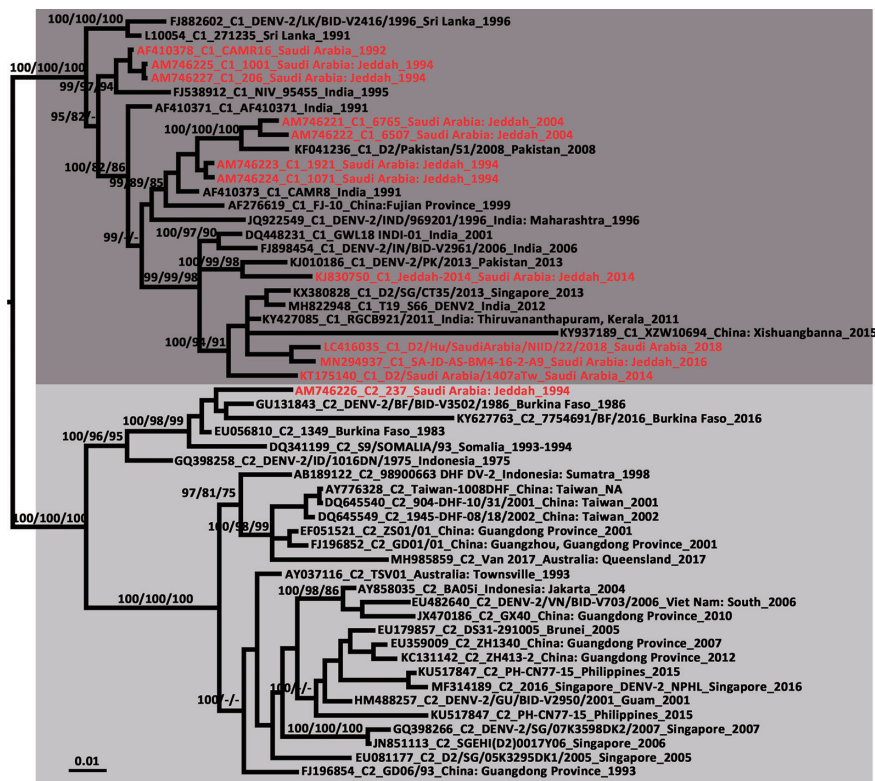 100/100/100
FJ882602_C1_DENV-2/LK/BID-V2416/1996_Sri Lanka_1996
L10054_C1_271235_Sri Lanka_1991
AF410378_C1_CAMR16_Saudi Arabia_1992
100/100/100
AM746225_C1_1001_Saudi Arabia: Jeddah_1994
AM746227_C1_206_Saudi Arabia: Jeddah_1994
99/97/94
FJ538912_C1_NIV_95455_India_1995
95/82/-
AF410371_C1_AF410371_India_1991
AM746221_C1_6765_Saudi Arabia: Jeddah_2004
100/100/100
AM746222_C1_6507_Saudi Arabia: Jeddah_2004
KF041236_C1_D2/Pakistan/51/2008_Pakistan_2008
100/82/86
AM746223_C1_1921_Saudi Arabia: Jeddah_1994
AM746224_C1_1071_Saudi Arabia: Jeddah_1994
99/89/85
AF410373_C1_CAMR8_India_1991
AF276619_C1_FJ-10_China:Fujian Province_1999
JQ922549_C1_DENV-2/IND/969201/1996_India: Maharashtra_1996
99/-/-
100/97/90
DQ448231_C1_GWL18 INDI-01_India_2001
FJ898454_C1_DENV-2/IN/BID-V2961/2006_India_2006
100/99/98
KJ010186_C1_DENV-2/PK/2013_Pakistan_2013
99/99/98
KJ830750_C1_Jeddah-2014_Saudi Arabia: Jeddah_2014
KX380828_C1_D2/SG/CT35/2013_Singapore_2013
MH822948_C1_T19_S66_DENV2_India_2012
KY427085_C1_RGCB921/2011_India: Thiruvananthapuram, Kerala_2011
KY937189_C1_XZW10694_China: Xishuangbanna_2015
100/94/91
LC416035_C1_D2/Hu/SaudiArabia/NIID/22/2018_Saudi Arabia_2018
MN294937_C1_SA-JD-AS-BM4-16-2-A9_Saudi Arabia: Jeddah_2016
KT175140_C1_D2/Saudi Arabia/1407aTw_Saudi Arabia_2014
AM746226_C2_237_Saudi Arabia: Jeddah_1994
GU131843_C2_DENV-2/BF/BID-V3502/1986_Burkina Faso_1986
100/98/99
KY627763_C2_7754691/BF/2016_Burkina Faso_2016
EU056810_C2_1349_Burkina Faso_1983
100/96/95
DQ341199_C2_S9/SOMALIA/93_Somalia_1993-1994
GQ398258_C2_DENV-2/ID/1016DN/1975_Indonesia_1975
AB189122_C2_98900663 DHF DV-2_Indonesia: Sumatra_1998
97/81/75
AY776328_C2_Taiwan-1008DHF_China: Taiwan_NA
DQ645540_C2_904-DHF-10/31/2001_China: Taiwan_2001
100/100/100
DQ645549_C2_1945-DHF-08/18/2002_China: Taiwan_2002
100/98/99
EF051521_C2_ZS01/01_China: Guangdong Province_2001
FJ196852_C2_GD01/01_China: Guangzhou, Guangdong Province_2001
MH985859_C2_Van 2017_Australia: Queensland_2017
AY037116_C2_TSV01_Australia: Townsville_1993
100/98/86
AY858035_C2_BA05i_Indonesia: Jakarta_2004
100/100/100
EU482640_C2_DENV-2/VN/BID-V703/2006_Viet Nam: South_2006
JX470186_C2_GX40_China: Guangdong Province_2010
EU179857_C2_DS31-291005_Brunei_2005
EU359009_C2_ZH1340_China: Guangdong Province_2007
KC131142_C2_ZH413-2_China: Guangdong Province_2012
KU517847_C2_PH-CN77-15_Philippines_2015
100/-/-
MF314189_C2_2016_Singapore_DENV-2_NPHL_Singapore_2016
HM488257_C2_DENV-2/GU/BID-V2950/2001_Guam_2001
100/-/-
KU517847_C2_PH-CN77-15_Philippines_2015
100/100/100
GQ398266_C2_DENV-2/SG/07K3598DK2/2007_Singapore_2007
JN851113_C2_SGEHI(D2)0017Y06_Singapore_2006
EU081177_C2_D2/SG/05K3295DK1/2005_Singapore_2005
0.01
FJ196854_C2_GD06/93_China: Guangdong Province_1993